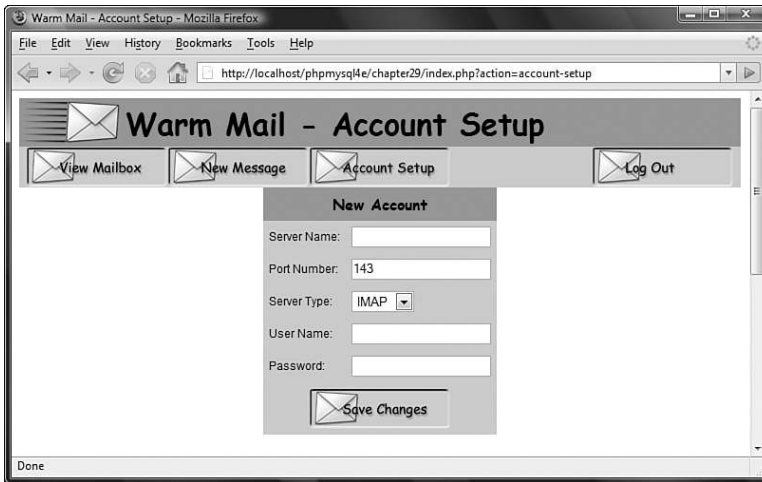 Warm Mail - Account Setup - Mozilla Firefox
File Edit View History Bookmarks Tools Help
http://localhost/phpmysql4e/chapter29/index.php?action=account-setup
Warm Mail - Account Setup
View Mailbox New Message Account Setup Log Out
New Account
Server Name:
Port Number: 143
Server Type: IMAP
User Name:
Password:
Save Changes
Done